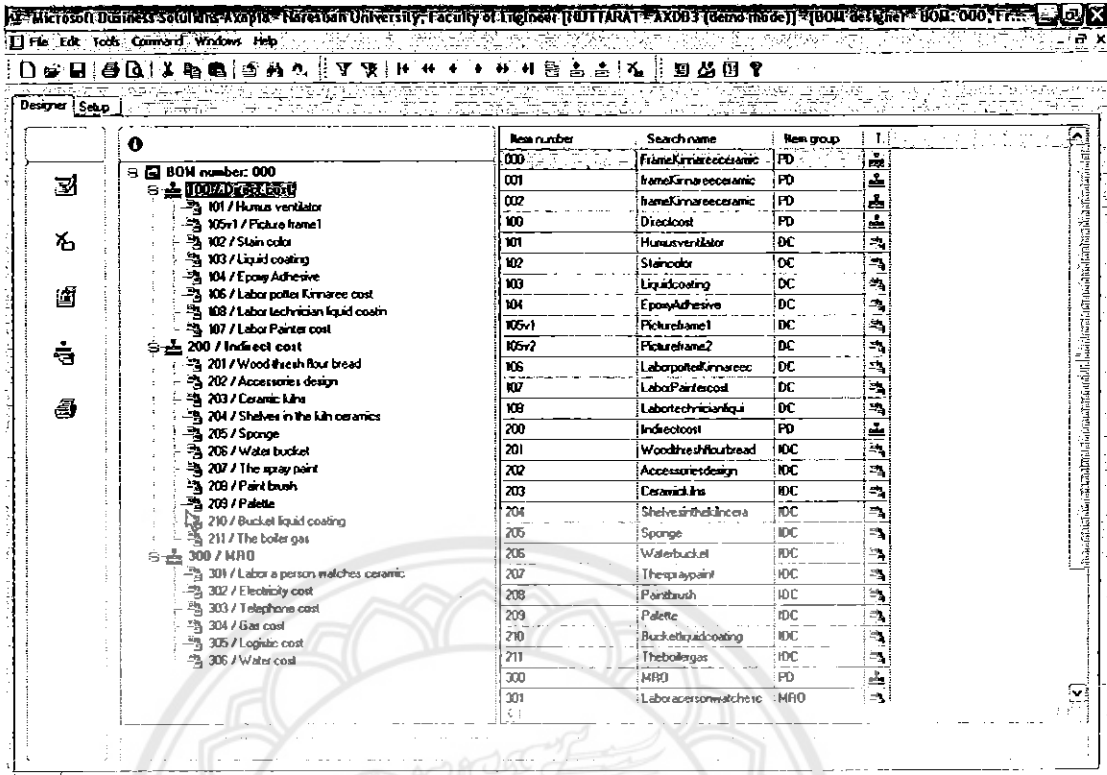 Microsoft Business Solutions-Axapta - Naresuan University, Faculty of Engineer [RUTTARAT - AXDB3 (demo mode)] - [BOM designer - BOM: 000, Fr...
File Edit Tools Command Windows Help
Designer Setup
Item number Search name Item group T.
BOM number: 000
100 / Direct cost
101 / Humus ventilator
105v1 / Picture frame1
102 / Stain color
103 / Liquid coating
104 / Epoxy Adhesive
106 / Labor potter Kinnaree cost
108 / Labor technician liquid coatin
107 / Labor Painter cost
200 / Indirect cost
201 / Wood thresh flour bread
202 / Accessories design
203 / Ceramic kilns
204 / Shelves in the kiln ceramics
205 / Sponge
206 / Water bucket
207 / The spray paint
208 / Paint brush
209 / Palette
210 / Bucket liquid coating
211 / The boiler gas
300 / MRO
301 / Labor a person watches ceramic
302 / Electricity cost
303 / Telephone cost
304 / Gas cost
305 / Logistic cost
306 / Water cost
000 FrameKinnareeceramic PD
001 frameKinnareeceramic PD
002 frameKinnareeceramic PD
100 Directcost PD
101 Humusventilator DC
102 Staincolor DC
103 Liquidcoating DC
104 EpoxyAdhesive DC
105v1 Pictureframe1 DC
105v2 Pictureframe2 DC
106 LaborpotterKinnareec DC
107 LaborPaintercost DC
108 Labortechnicianliqui DC
200 Indirectcost PD
201 Woodthreshflourbread IDC
202 Accessoriesdesign IDC
203 Ceramickilns IDC
204 Shelvesinthekilncera IDC
205 Sponge IDC
206 Waterbucket IDC
207 Thespraypaint IDC
208 Paintbrush IDC
209 Palette IDC
210 Bucketliquidcoating IDC
211 Theboilergas IDC
300 MRO PD
301 Laborapersonwatchesc MRO